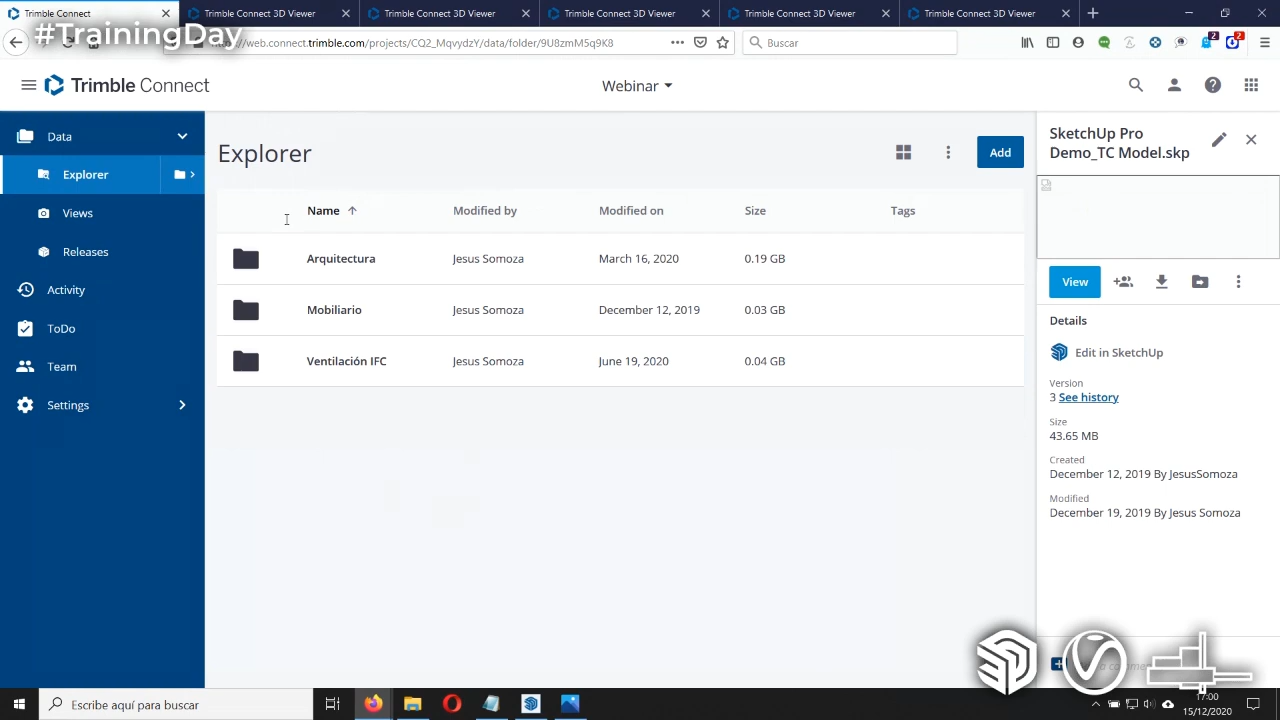 Trimble Connect
Trimble Connect 3D Viewer
Trimble Connect 3D Viewer
Trimble Connect 3D Viewer
Trimble Connect 3D Viewer
Trimble Connect 3D Viewer
#TrainingDay
web.connect.trimble.com/projects/CQ2_MqvydzY/data/folder/9U8zmM5q9K8
Buscar
2
2
Trimble Connect
Webinar
Data
Explorer
Views
Releases
Activity
ToDo
Team
Settings
Explorer
Add
Name Modified by Modified on Size Tags
Arquitectura Jesus Somoza March 16, 2020 0.19 GB
Mobiliario Jesus Somoza December 12, 2019 0.03 GB
Ventilación IFC Jesus Somoza June 19, 2020 0.04 GB
SketchUp Pro
Demo_TC Model.skp
View
Details
Edit in SketchUp
Version
3 See history
Size
43.65 MB
Created
December 12, 2019 By JesusSomoza
Modified
December 19, 2019 By Jesus Somoza
Escribe aquí para buscar
17:00
15/12/2020